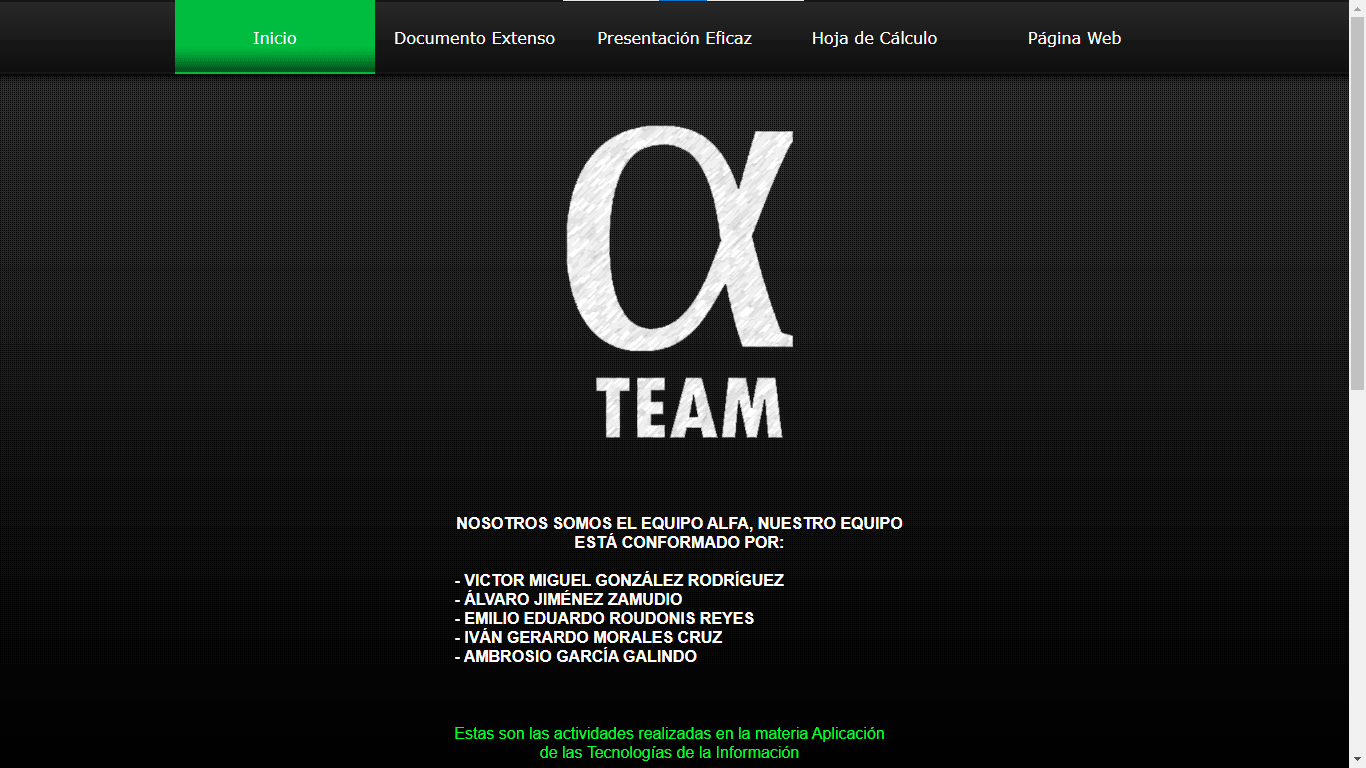 Inicio
Documento Extenso
Presentación Eficaz
Hoja de Cálculo
Página Web
α
TEAM
NOSOTROS SOMOS EL EQUIPO ALFA, NUESTRO EQUIPO
ESTÁ CONFORMADO POR:
- VICTOR MIGUEL GONZÁLEZ RODRÍGUEZ
- ÁLVARO JIMÉNEZ ZAMUDIO
- EMILIO EDUARDO ROUDONIS REYES
- IVÁN GERARDO MORALES CRUZ
- AMBROSIO GARCÍA GALINDO
Estas son las actividades realizadas en la materia Aplicación
de las Tecnologías de la Información